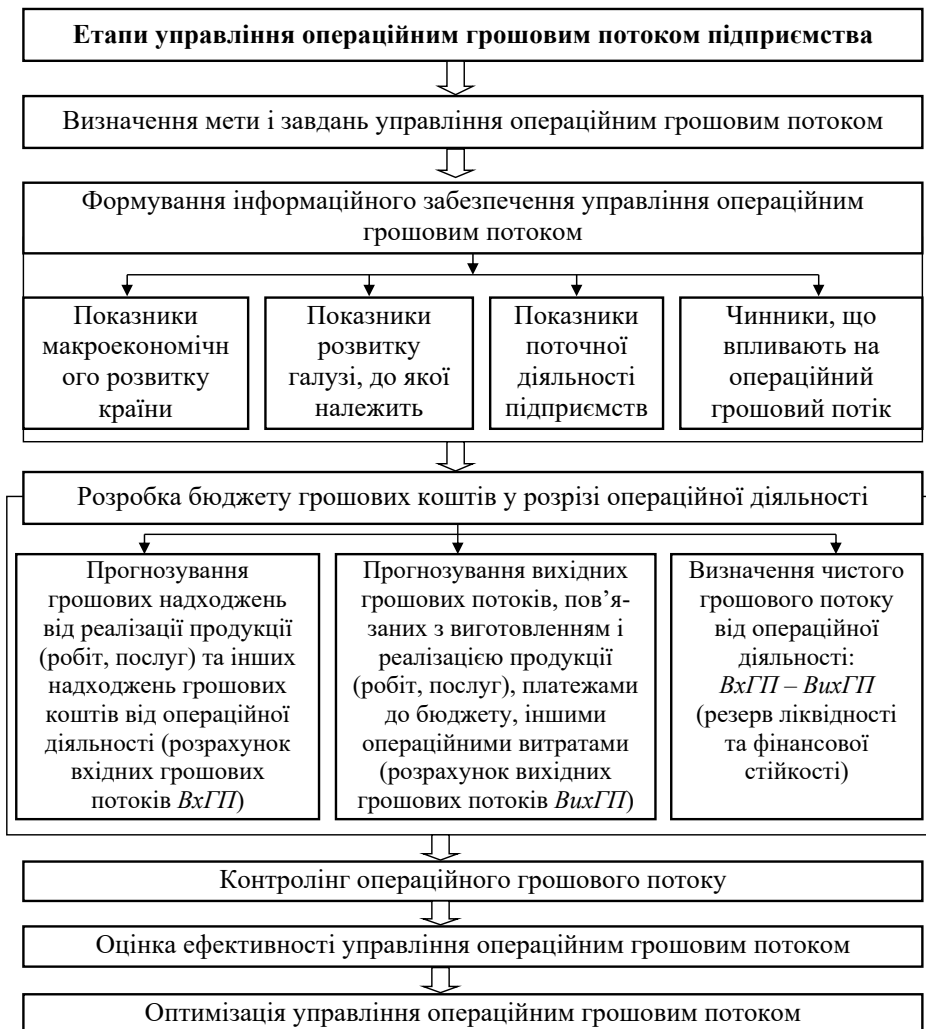 Етапи управління операційним грошовим потоком підприємства
Визначення мети і завдань управління операційним грошовим потоком
Формування інформаційного забезпечення управління операційним
грошовим потоком
Показники
макроекономічн
ого розвитку
країни
Показники
розвитку
галузі, до якої
належить
Показники
поточної
діяльності
підприємств
Чинники, що
впливають на
операційний
грошовий потік
Розробка бюджету грошових коштів у розрізі операційної діяльності
Прогнозування
грошових надходжень
від реалізації продукції
(робіт, послуг) та інших
надходжень грошових
коштів від операційної
діяльності (розрахунок
вхідних грошових
потоків ВхГП)
Прогнозування вихідних
грошових потоків, пов’я-
заних з виготовленням і
реалізацією продукції
(робіт, послуг), платежами
до бюджету, іншими
операційними витратами
(розрахунок вихідних
грошових потоків ВихГП)
Визначення чистого
грошового потоку
від операційної
діяльності:
ВхГП – ВихГП
(резерв ліквідності
та фінансової
стійкості)
Контролінг операційного грошового потоку
Оцінка ефективності управління операційним грошовим потоком
Оптимізація управління операційним грошовим потоком